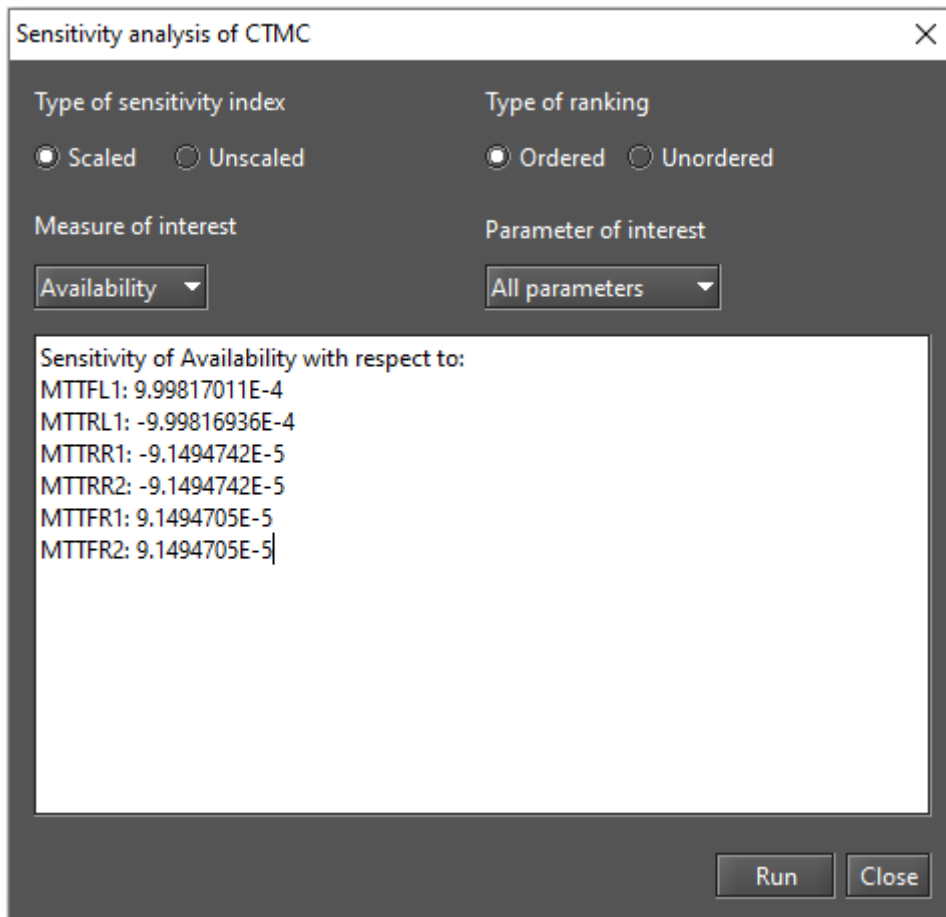 Sensitivity analysis of CTMC
Type of sensitivity index
Type of ranking
Scaled Unscaled
Ordered Unordered
Measure of interest
Parameter of interest
Availability
All parameters
Sensitivity of Availability with respect to:
MTTFL1: 9.99817011E-4
MTTRL1: -9.99816936E-4
MTTRR1: -9.1494742E-5
MTTRR2: -9.1494742E-5
MTTFR1: 9.1494705E-5
MTTFR2: 9.1494705E-5
Run Close